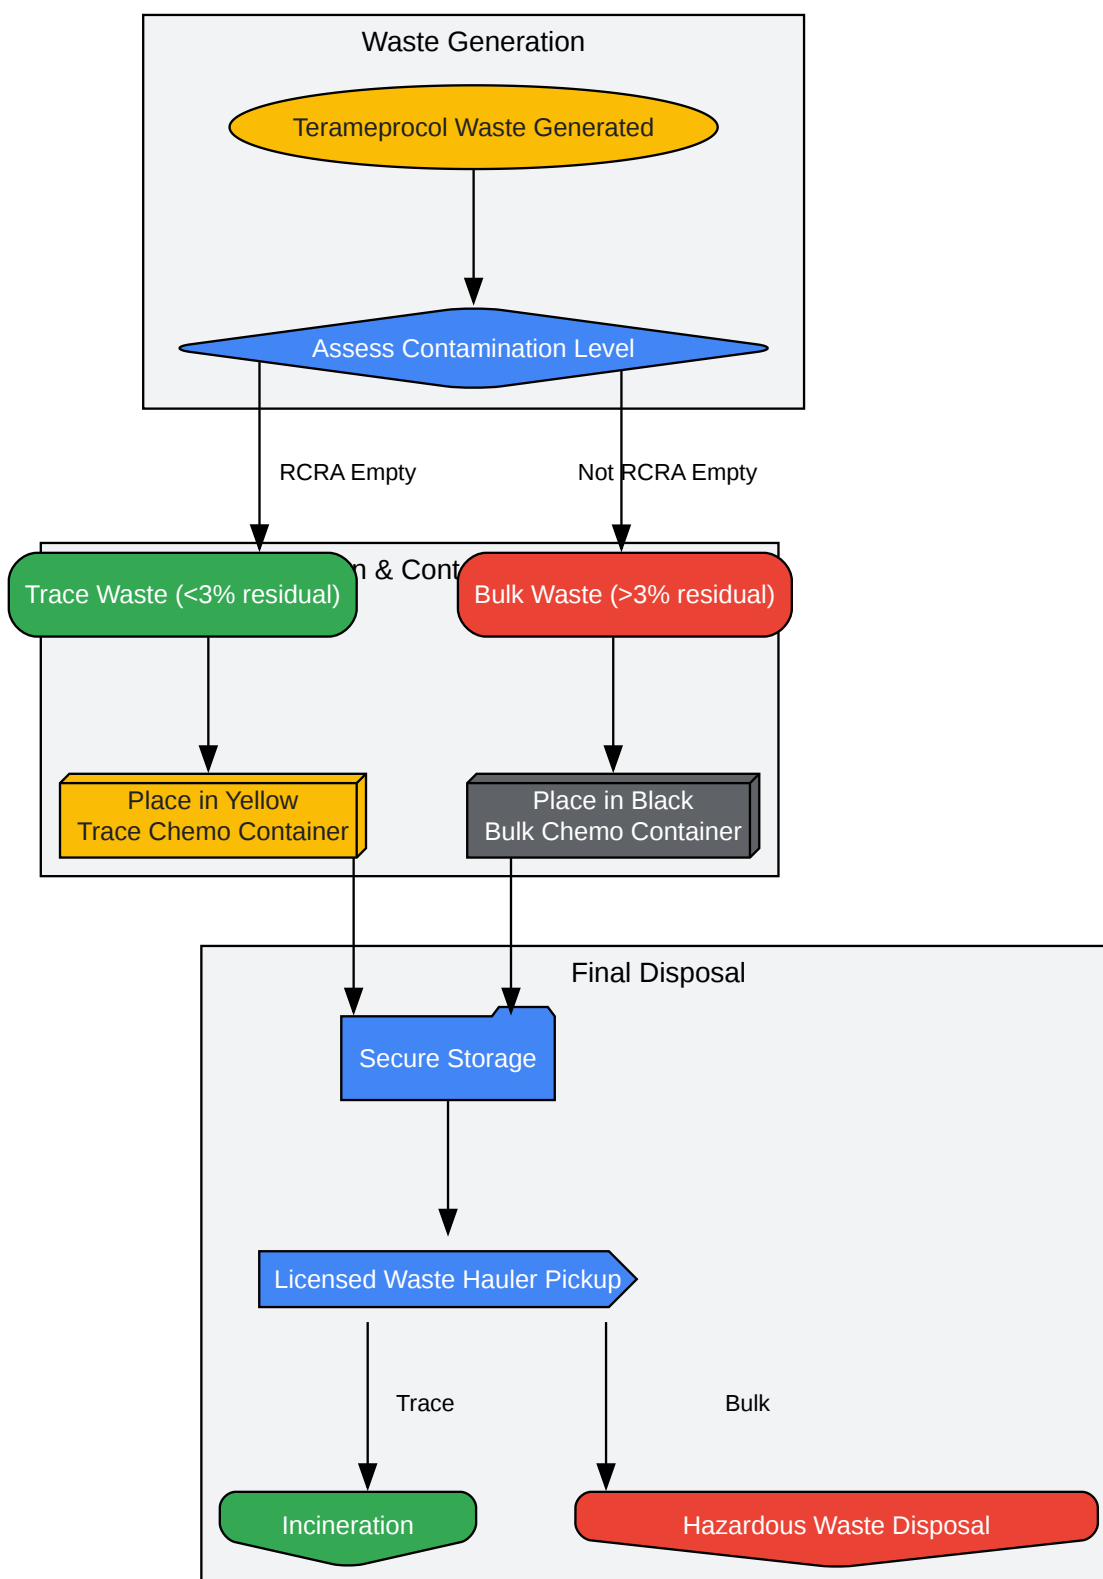 Waste Generation
Terameprocol Waste Generated
Assess Contamination Level
RCRA Empty
Not RCRA Empty
& Cont
Trace Waste (<3% residual)
Bulk Waste (>3% residual)
Place in Yellow
Trace Chemo Container
Place in Black
Bulk Chemo Container
Final Disposal
Secure Storage
Licensed Waste Hauler Pickup
Trace
Bulk
Incineration
Hazardous Waste Disposal